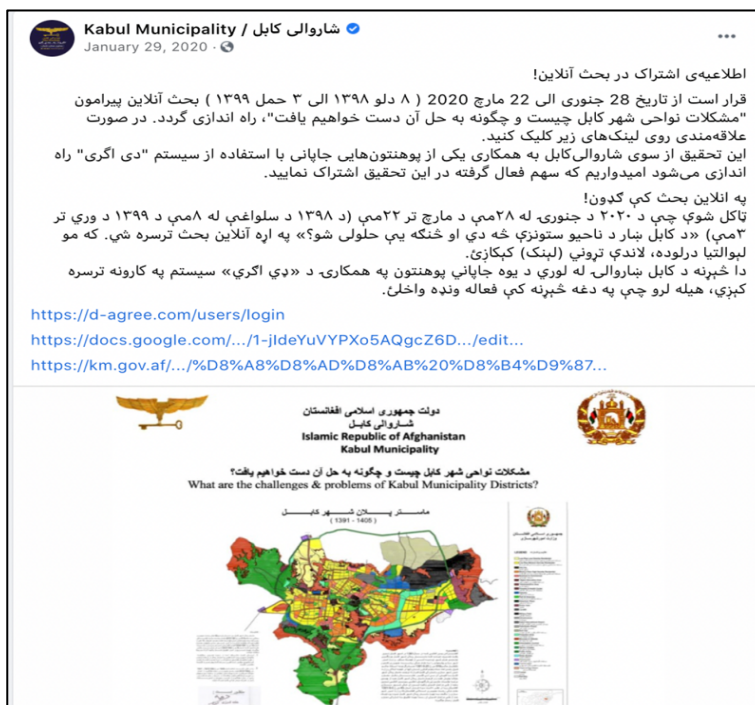 Kabul Municipality / شاروالی کابل
January 29, 2020 ·
اطلاعیه‌ی اشتراک در بحث آنلاین!
قرار است از تاریخ 28 جنوری الی 22 مارچ 2020 ( ۸ دلو ۱۳۹۸ الی ۳ حمل ۱۳۹۹ ) بحث آنلاین پیرامون
"مشکلات نواحی شهر کابل چیست و چگونه به حل آن دست خواهیم یافت"، راه اندازی گردد. در صورت
علاقه‌مندی روی لینک‌های زیر کلیک کنید.
این تحقیق از سوی شاروالی‌کابل به همکاری یکی از پوهنتون‌هایی جاپانی با استفاده از سیستم "دی اگری" راه
اندازی می‌شود امیدواریم که سهم فعال گرفته در این تحقیق اشتراک نمایید.
په انلاین بحث کې ګډون!
ټاکل شوې چې د ۲۰۲۰ د جنورۍ له ۲۸مې د مارچ تر ۲۲مې (د ۱۳۹۸ د سلواغې له ۸مې د ۱۳۹۹ د وري تر
۳مې) «د کابل ښار د ناحیو ستونزې څه دي او څنګه یې حلولی شو؟» په اړه آنلاین بحث ترسره شي. که مو
لېوالتیا درلوده، لاندې تړوني (لېنک) کېکاږئ.
دا څېړنه د کابل ښاروالۍ له لوري د یوه جاپاني پوهنتون په همکارۍ د «ډي اګري» سیستم په کارونه ترسره
کېږي، هیله لرو چې په دغه څېړنه کې فعاله ونډه واخلئ.
https://d-agree.com/users/login
https://docs.google.com/.../1-jIdeYuVYPXo5AQgcZ6D.../edit...
https://km.gov.af/.../%D8%A8%D8%AD%D8%AB%20%D8%B4%D9%87...
دولت جمهوری اسلامی افغانستان
شاروالی کابل
Islamic Republic of Afghanistan
Kabul Municipality
مشکلات نواحی شهر کابل چیست و چگونه به حل آن دست خواهیم یافت؟
What are the challenges & problems of Kabul Municipality Districts?
ماستر پلان شهر کابل
( 1391 - 1405 )